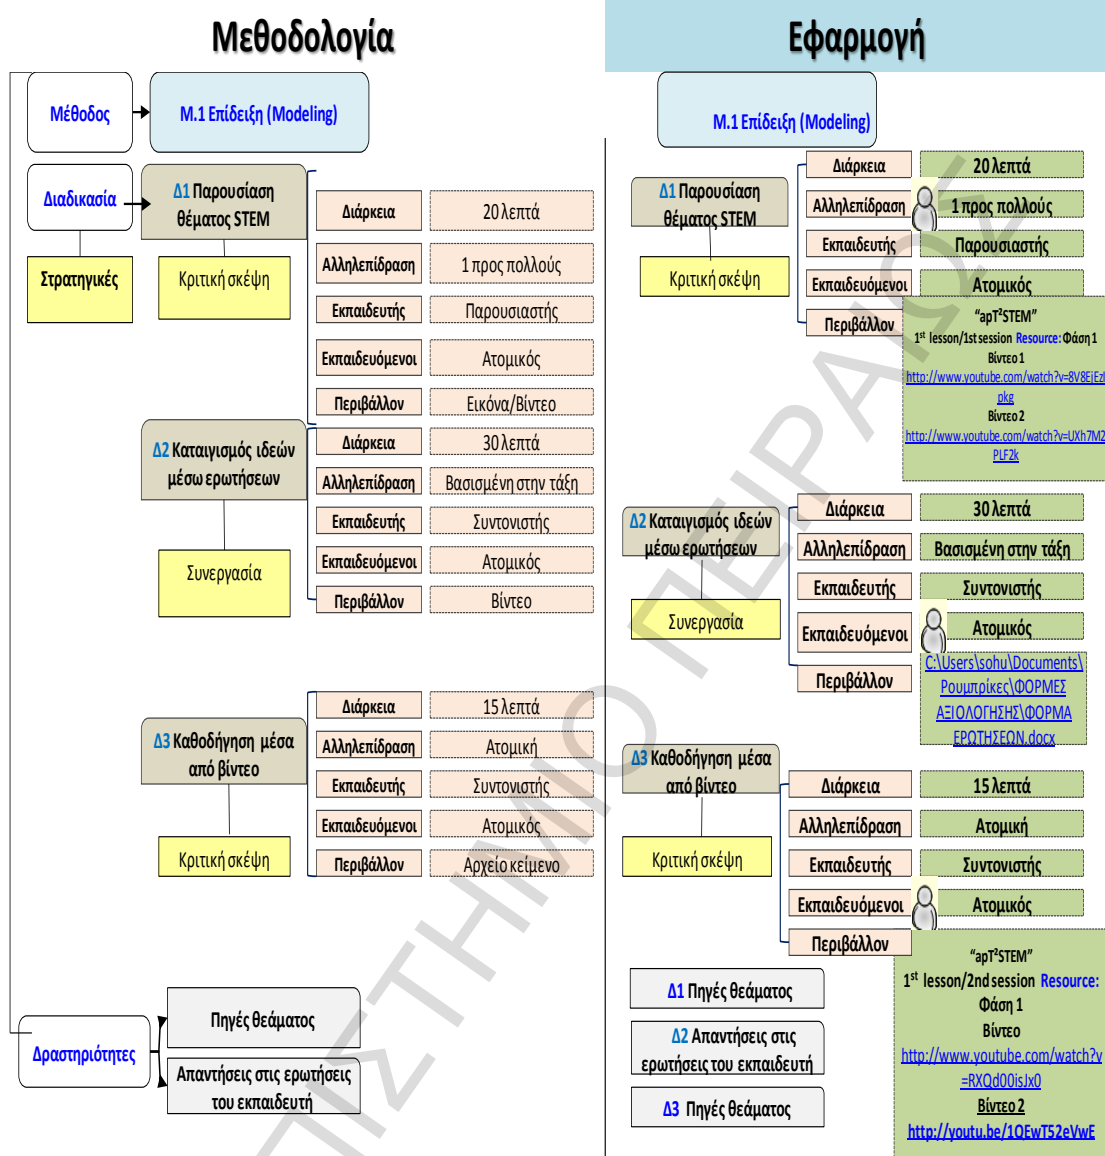 Μεθοδολογία
Μέθοδος
Μ.1 Επίδειξη (Modeling)
Διαδικασία
Δ1 Παρουσίαση
θέματος STEM
Στρατηγικές
Κριτική σκέψη
Διάρκεια
20 λεπτά
Αλληλεπίδραση
1 προς πολλούς
Εκπαιδευτής
Παρουσιαστής
Εκπαιδευόμενοι
Ατομικός
Περιβάλλον
Εικόνα/Βίντεο
Δ2 Καταιγισμός ιδεών
μέσω ερωτήσεων
Συνεργασία
Διάρκεια
30 λεπτά
Αλληλεπίδραση
Βασισμένη στην τάξη
Εκπαιδευτής
Συντονιστής
Εκπαιδευόμενοι
Ατομικός
Περιβάλλον
Βίντεο
Δ3 Καθοδήγηση μέσα
από βίντεο
Κριτική σκέψη
Διάρκεια
15 λεπτά
Αλληλεπίδραση
Ατομική
Εκπαιδευτής
Συντονιστής
Εκπαιδευόμενοι
Ατομικός
Περιβάλλον
Αρχείο κείμενο
Δραστηριότητες
Πηγές θεάματος
Απαντήσεις στις ερωτήσεις
του εκπαιδευτή
Εφαρμογή
Μ.1 Επίδειξη (Modeling)
Δ1 Παρουσίαση
θέματος STEM
Κριτική σκέψη
Διάρκεια
20 λεπτά
Αλληλεπίδραση
1 προς πολλούς
Εκπαιδευτής
Παρουσιαστής
Εκπαιδευόμενοι
Ατομικός
Περιβάλλον
“apT²STEM”
1st lesson/1st session Resource: Φάση 1
Βίντεο 1
http://www.youtube.com/watch?v=8V8EjEzI
pkg
Βίντεο 2
http://www.youtube.com/watch?v=UXh7M2
PLF2k
Δ2 Καταιγισμός ιδεών
μέσω ερωτήσεων
Συνεργασία
Διάρκεια
30 λεπτά
Αλληλεπίδραση
Βασισμένη στην τάξη
Εκπαιδευτής
Συντονιστής
Εκπαιδευόμενοι
Ατομικός
Περιβάλλον
C:\Users\sohu\Documents\
Ρουμπρίκες\ΦΟΡΜΕΣ
ΑΞΙΟΛΟΓΗΣΗΣ\ΦΟΡΜΑ
ΕΡΩΤΗΣΕΩΝ.docx
Δ3 Καθοδήγηση μέσα
από βίντεο
Κριτική σκέψη
Διάρκεια
15 λεπτά
Αλληλεπίδραση
Ατομική
Εκπαιδευτής
Συντονιστής
Εκπαιδευόμενοι
Ατομικός
Περιβάλλον
“apT²STEM”
1st lesson/2nd session Resource:
Φάση 1
Βίντεο
http://www.youtube.com/watch?v
=RXQd00isJx0
Βίντεο 2
http://youtu.be/1QEwT52eVwE
Δ1 Πηγές θεάματος
Δ2 Απαντήσεις στις
ερωτήσεις του εκπαιδευτή
Δ3 Πηγές θεάματος
ΠΙΣΤΗΜΙΟ ΠΕΙΡΑΙΩΣ